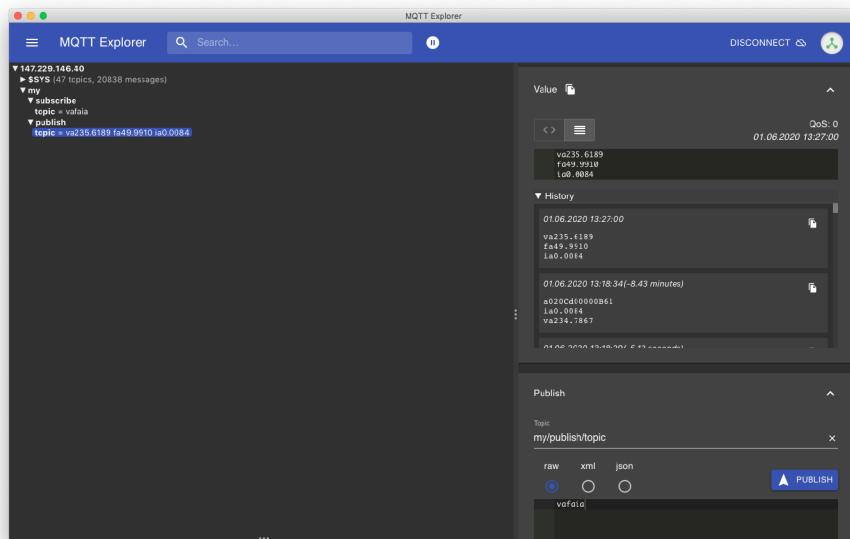 MQTT Explorer
MQTT Explorer
Search...
DISCONNECT
▼ 147.229.146.40
▶ $SYS (47 topics, 20838 messages)
▼ my
▼ subscribe
topic = vafaia
▼ publish
topic = va235.6189 fa49.9910 ia0.0084
Value
QoS: 0
01.06.2020 13:27:00
va235.6189
fa49.9910
ia0.0084
▼ History
01.06.2020 13:27:00
va235.6189
fa49.9910
ia0.0084
01.06.2020 13:18:34(-8.43 minutes)
a020Cd00000B61
ia0.0084
va234.7867
Publish
Topic
my/publish/topic
raw xml json
PUBLISH
vafaia